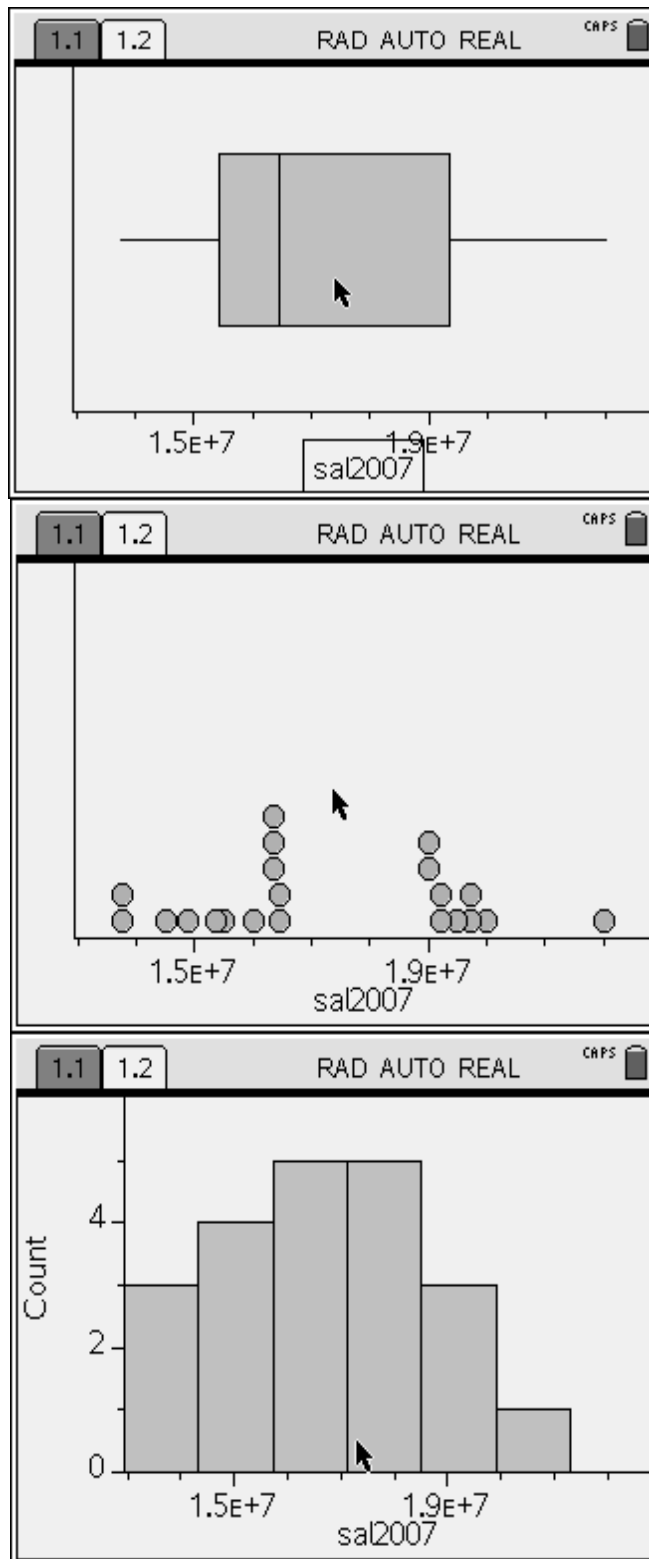 1.1 1.2 RAD AUTO REAL CAPS
1.5E+7 1.9E+7
sal2007
1.1 1.2 RAD AUTO REAL CAPS
1.5E+7 1.9E+7
sal2007
1.1 1.2 RAD AUTO REAL CAPS
Count
4
2
0
1.5E+7 1.9E+7
sal2007